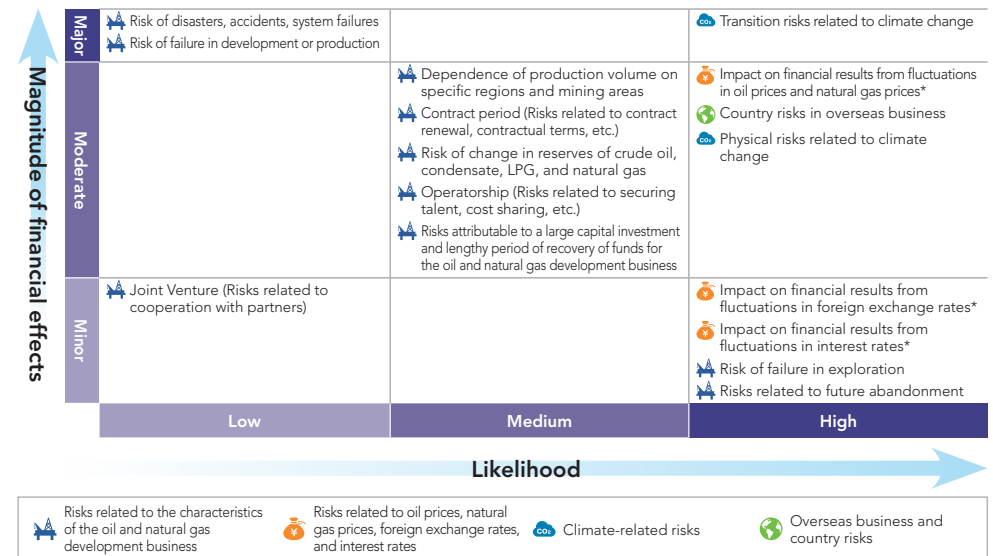 Magnitude of financial effects
Major
Risk of disasters, accidents, system failures
Risk of failure in development or production
Transition risks related to climate change
Moderate
Dependence of production volume on
specific regions and mining areas
Contract period (Risks related to contract
renewal, contractual terms, etc.)
Risk of change in reserves of crude oil,
condensate, LPG, and natural gas
Operatorship (Risks related to securing
talent, cost sharing, etc.)
Risks attributable to a large capital investment
and lengthy period of recovery of funds for
the oil and natural gas development business
¥
Impact on financial results from fluctuations
in oil prices and natural gas prices*
Country risks in overseas business
CO₂
Physical risks related to climate
change
Minor
Joint Venture (Risks related to
cooperation with partners)
¥
Impact on financial results from
fluctuations in foreign exchange rates*
¥
Impact on financial results from
fluctuations in interest rates*
Risk of failure in exploration
Risks related to future abandonment
Low
Medium
High
Likelihood
Risks related to the characteristics
of the oil and natural gas
development business
¥
Risks related to oil prices, natural
gas prices, foreign exchange rates,
and interest rates
CO₂
Climate-related risks
Overseas business and
country risks